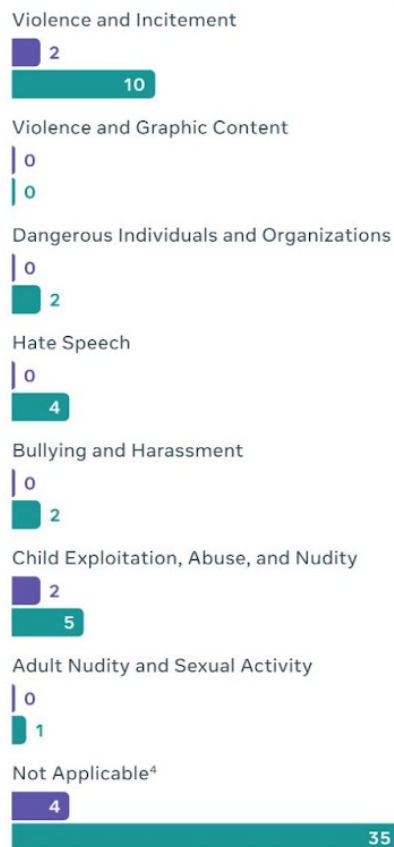 Violence and Incitement
2
10
Violence and Graphic Content
0
0
Dangerous Individuals and Organizations
0
2
Hate Speech
0
4
Bullying and Harassment
0
2
Child Exploitation, Abuse, and Nudity
2
5
Adult Nudity and Sexual Activity
0
1
Not Applicable⁴
4
35